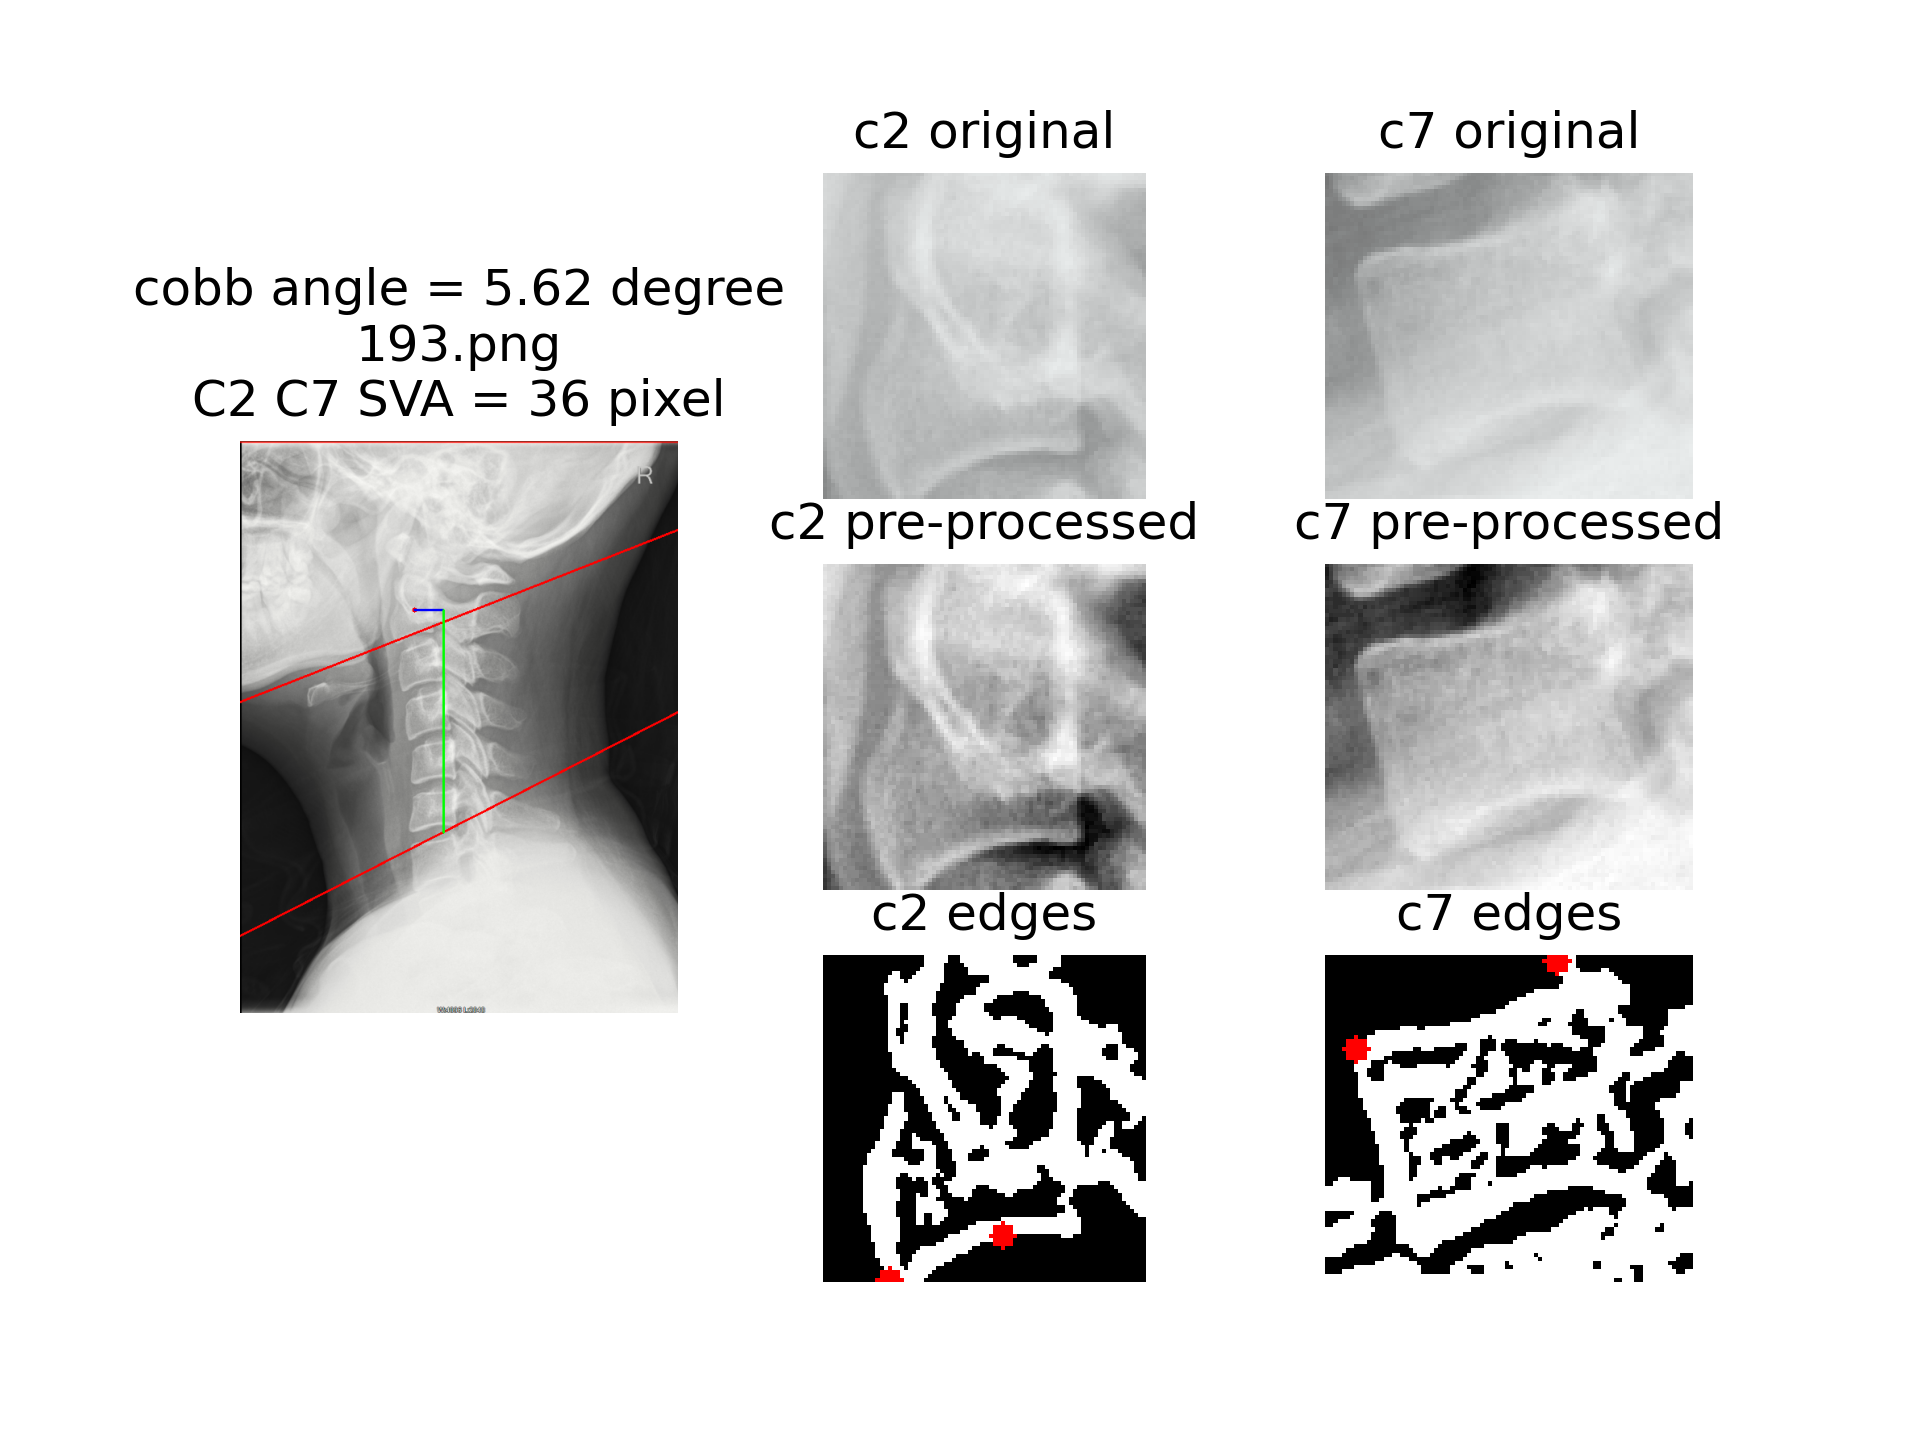 cobb angle = 5.62 degree
193.png
C2 C7 SVA = 36 pixel
R
c2 original
c7 original
c2 pre-processed
c7 pre-processed
c2 edges
c7 edges